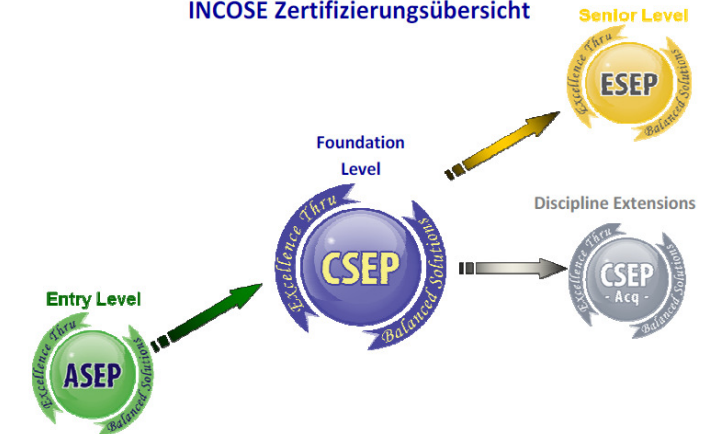 INCOSE Zertifizierungsübersicht
Senior Level
Excellence Thru
ESEP
Balanced Solutions
Foundation
Level
Excellence Thru
CSEP
Balanced Solutions
Discipline Extensions
Excellence Thru
CSEP
- Acq -
Balanced Solutions
Entry Level
Excellence Thru
ASEP
Balanced Solutions